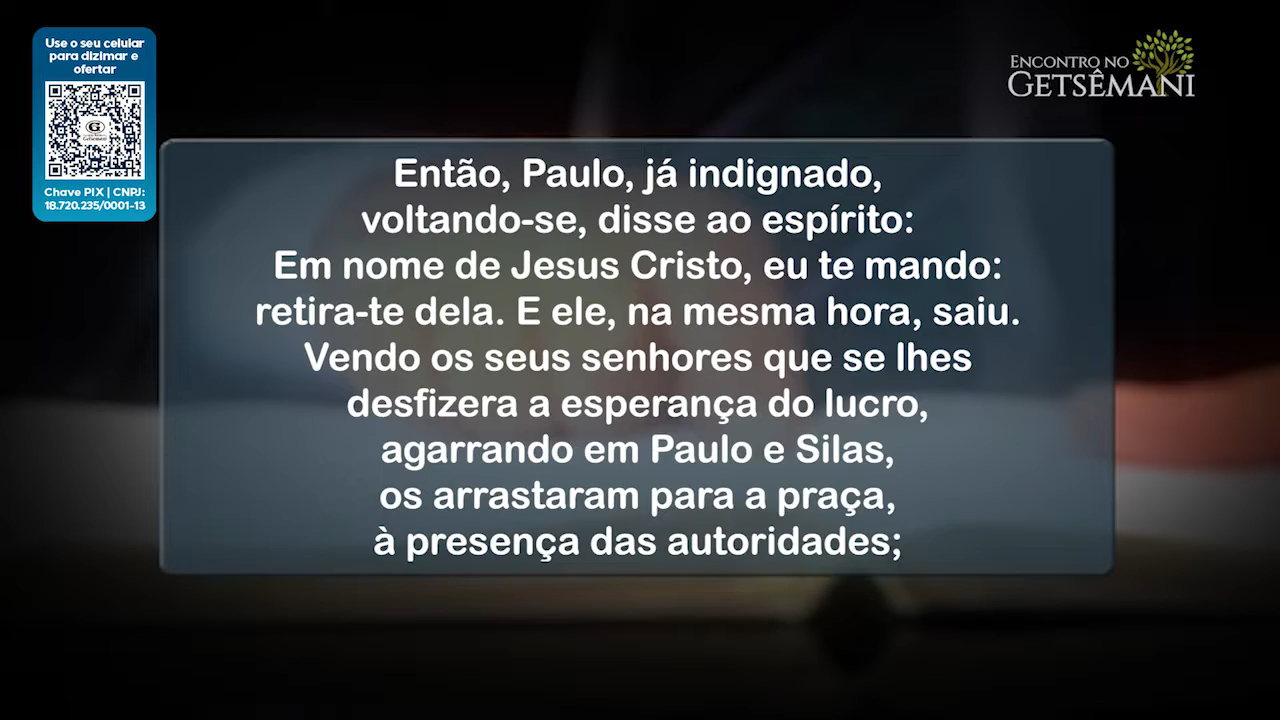 Use o seu celular
para dizimar e
ofertar
Getsêmani
Chave PIX | CNPJ:
18.720.235/0001-13
ENCONTRO NO
GETSÊMANI
Então, Paulo, já indignado,
voltando-se, disse ao espírito:
Em nome de Jesus Cristo, eu te mando:
retira-te dela. E ele, na mesma hora, saiu.
Vendo os seus senhores que se lhes
desfizera a esperança do lucro,
agarrando em Paulo e Silas,
os arrastaram para a praça,
à presença das autoridades;